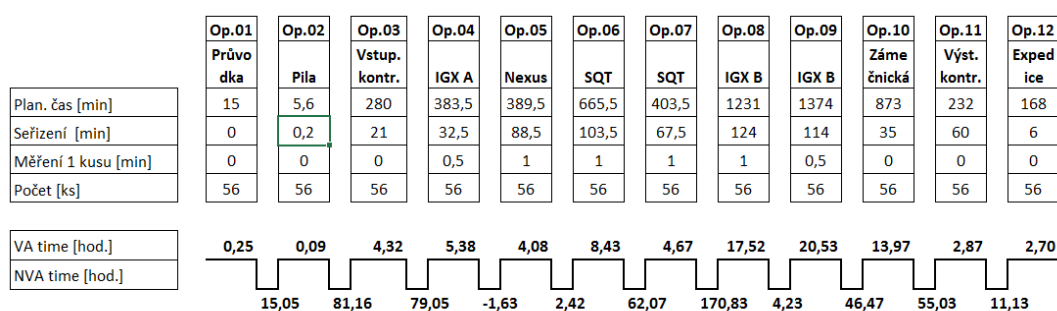 Op.01 Op.02 Op.03 Op.04 Op.05 Op.06 Op.07 Op.08 Op.09 Op.10 Op.11 Op.12
Průvo Vstup. Záme Výst. Exped
dka Pila kontr. IGX A Nexus SQT SQT IGX B IGX B čnická kontr. ice
Plan. čas [min] 15 5,6 280 383,5 389,5 665,5 403,5 1231 1374 873 232 168
Seřizení [min] 0 0,2 21 32,5 88,5 103,5 67,5 124 114 35 60 6
Měření 1 kusu [min] 0 0 0 0,5 1 1 1 1 0,5 0 0 0
Počet [ks] 56 56 56 56 56 56 56 56 56 56 56 56
VA time [hod.] 0,25 0,09 4,32 5,38 4,08 8,43 4,67 17,52 20,53 13,97 2,87 2,70
NVA time [hod.]
15,05 81,16 79,05 -1,63 2,42 62,07 170,83 4,23 46,47 55,03 11,13